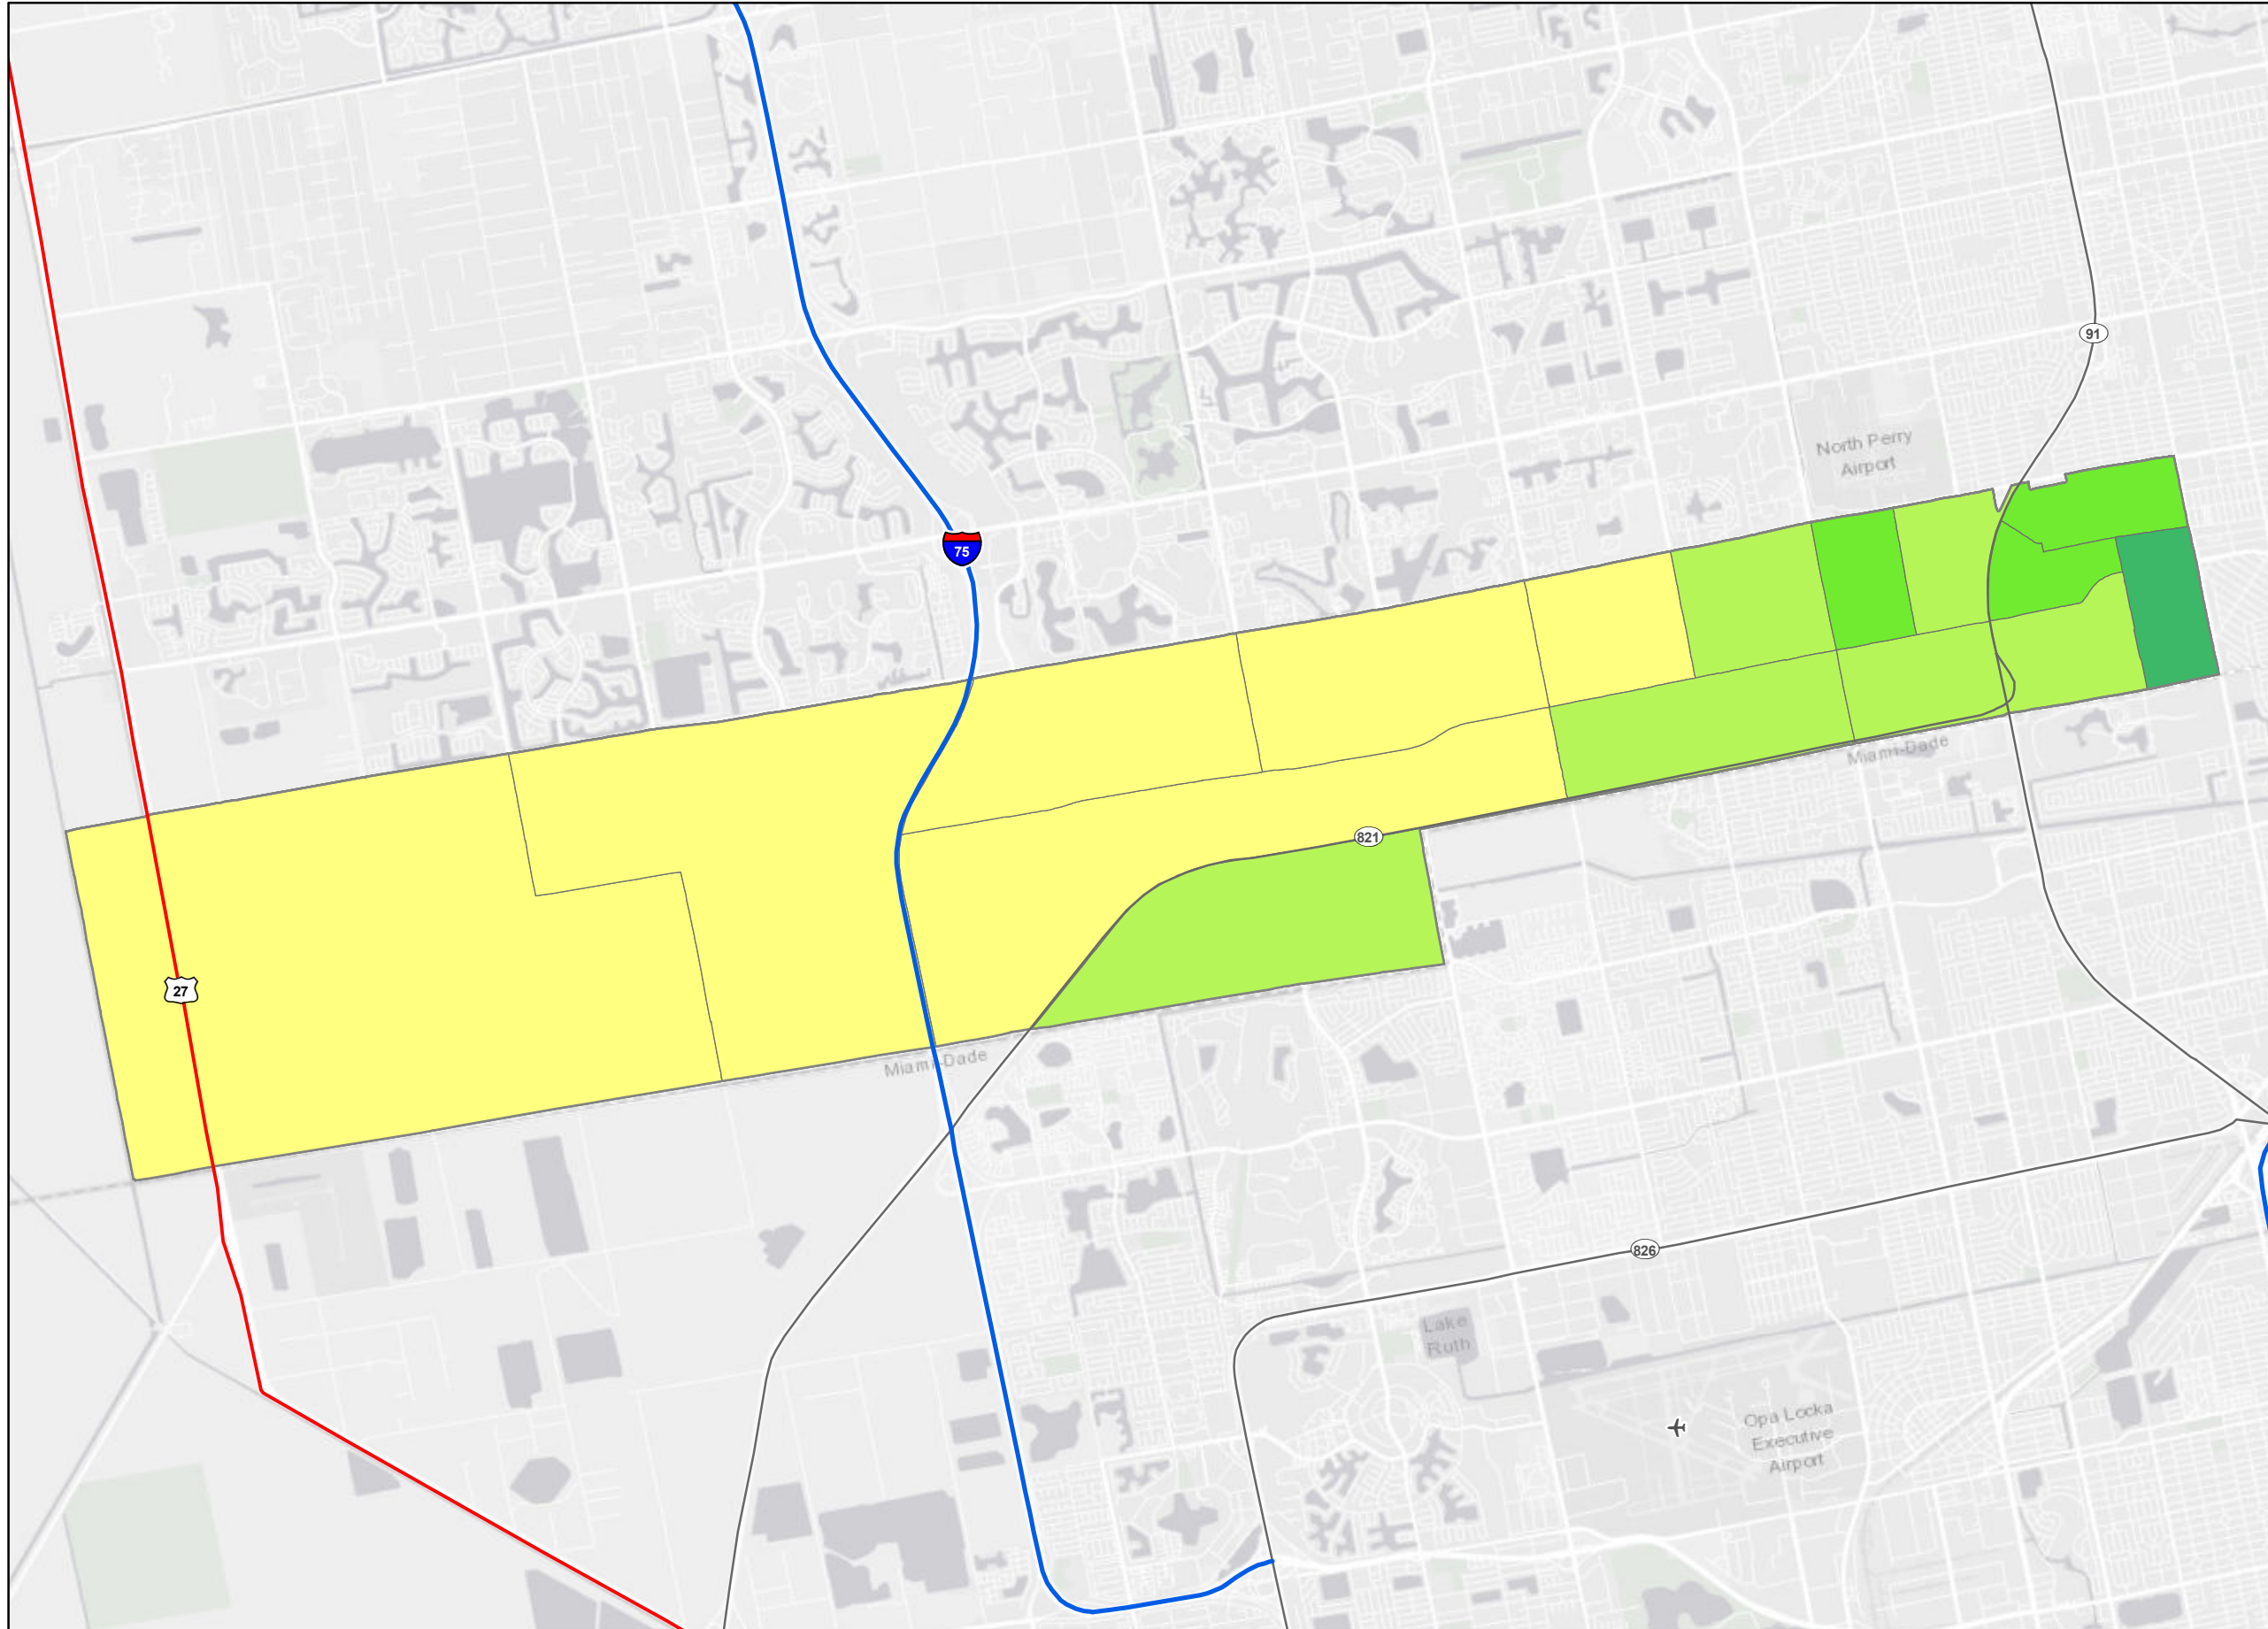 91
North Perry
Airport
75
Miami-Dade
821
27
Miami-Dade
826
Lake
Ruth
Opa Locka
Executive
Airport